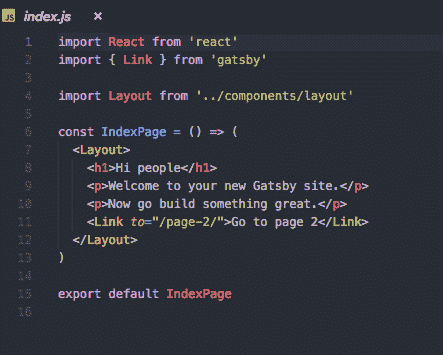 JS index.js ×
1 import React from 'react'
2 import { Link } from 'gatsby'
3
4 import Layout from '../components/layout'
5
6 const IndexPage = () => (
7 <Layout>
8 <h1>Hi people</h1>
9 <p>Welcome to your new Gatsby site.</p>
10 <p>Now go build something great.</p>
11 <Link to="/page-2/">Go to page 2</Link>
12 </Layout>
13 )
14
15 export default IndexPage
16